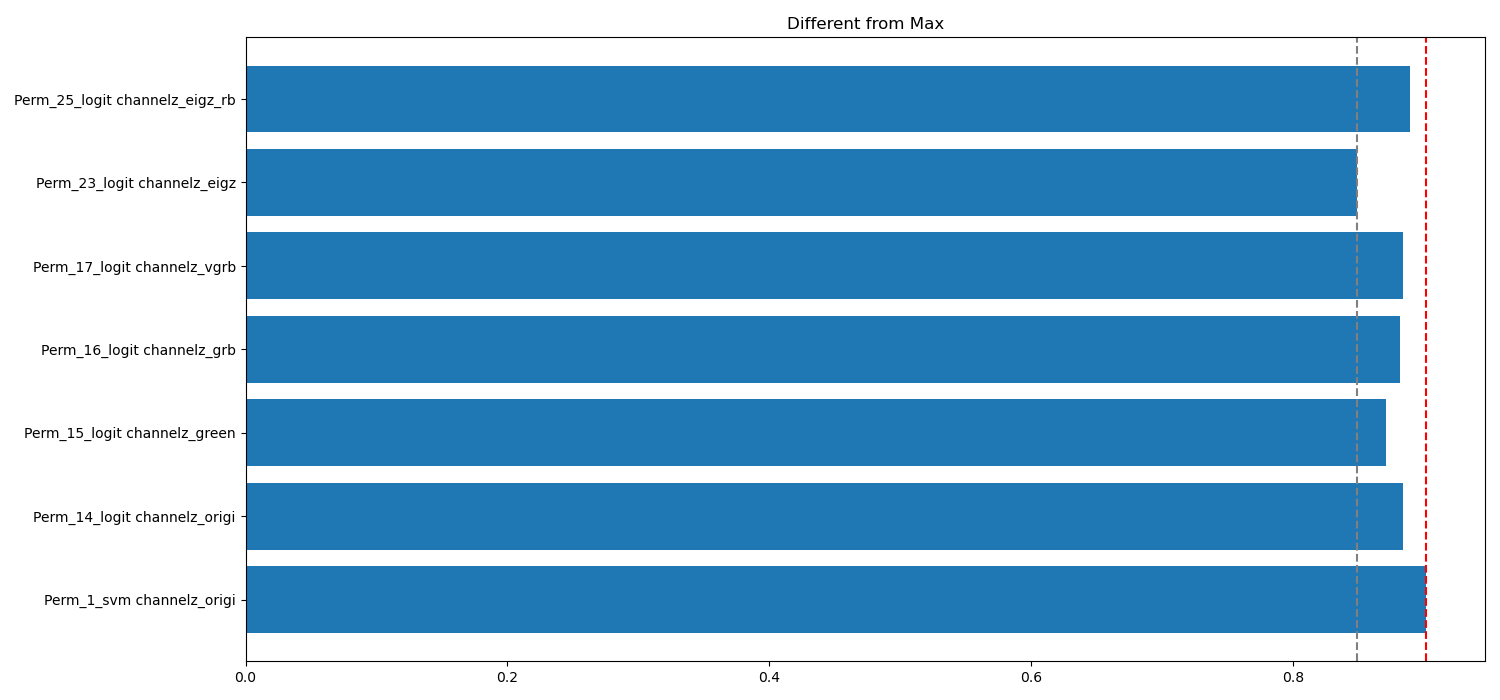 Different from Max
Perm_25_logit channelz_eigz_rb
Perm_23_logit channelz_eigz
Perm_17_logit channelz_vgrb
Perm_16_logit channelz_grb
Perm_15_logit channelz_green
Perm_14_logit channelz_origi
Perm_1_svm channelz_origi
0.0 0.2 0.4 0.6 0.8